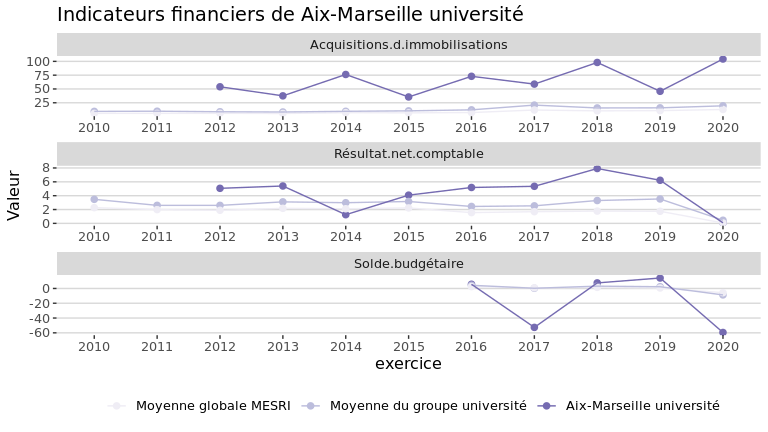 Indicateurs financiers de Aix-Marseille université
Acquisitions.d.immobilisations
100
75
50
25
2010 2011 2012 2013 2014 2015 2016 2017 2018 2019 2020
Résultat.net.comptable
8
6
4
2
0
2010 2011 2012 2013 2014 2015 2016 2017 2018 2019 2020
Valeur
Solde.budgétaire
0
-20
-40
-60
2010 2011 2012 2013 2014 2015 2016 2017 2018 2019 2020
exercice
Moyenne globale MESRI Moyenne du groupe université Aix-Marseille université